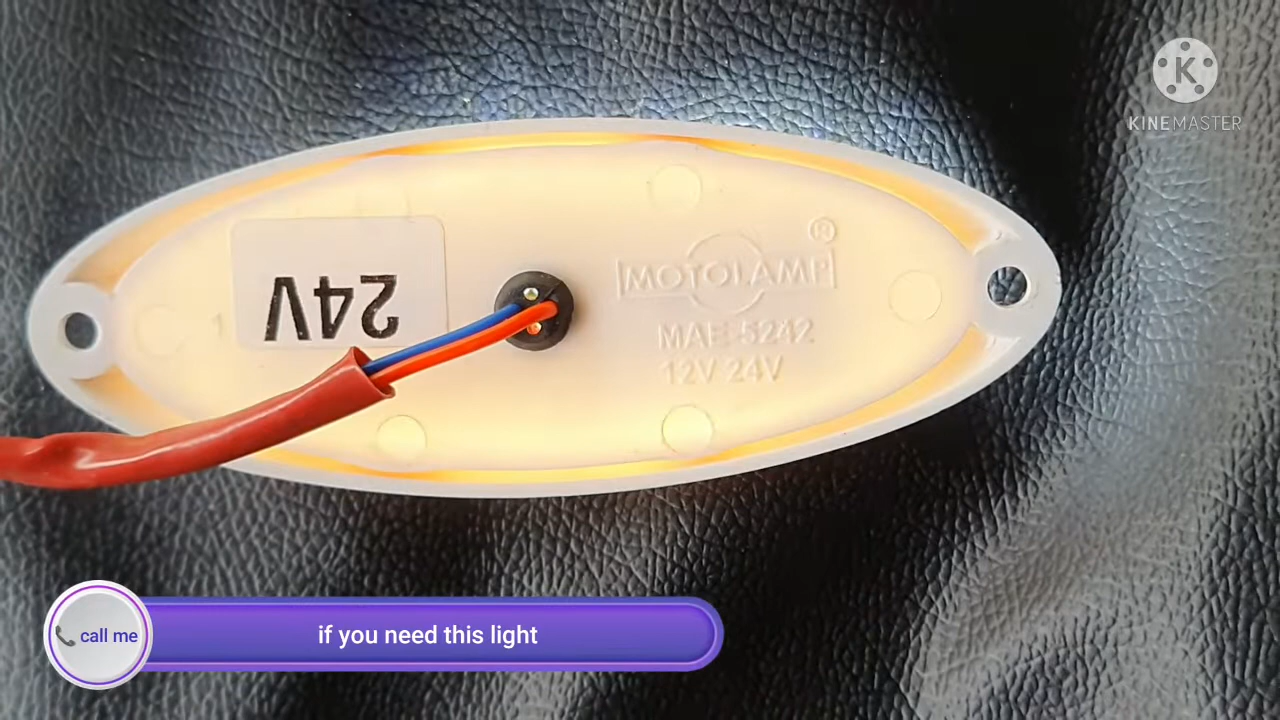 K
KINEMASTER
®
MOTOLAMP
MAE 5242
12V 24V
24V
call me
if you need this light